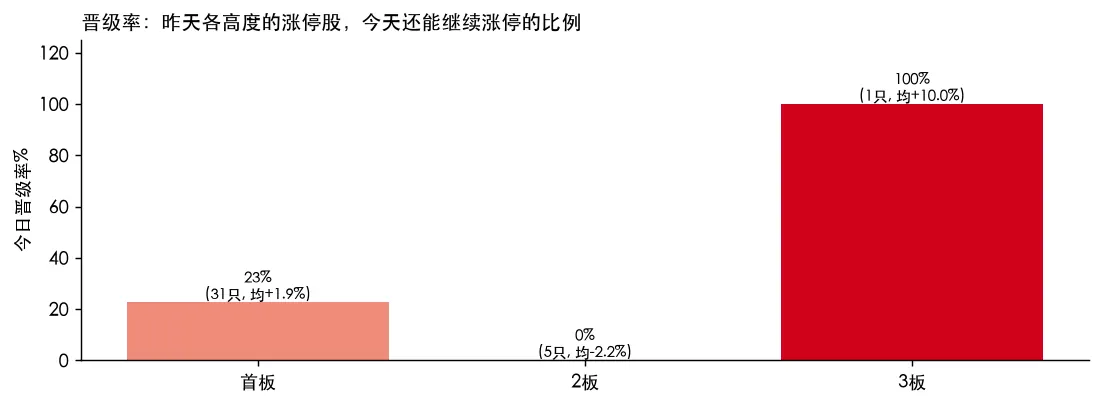 晋级率：昨天各高度的涨停股，今天还能继续涨停的比例
今日晋级率%
120
100
80
60
40
20
0
23%
(31只, 均+1.9%)
0%
(5只, 均-2.2%)
100%
(1只, 均+10.0%)
首板
2板
3板